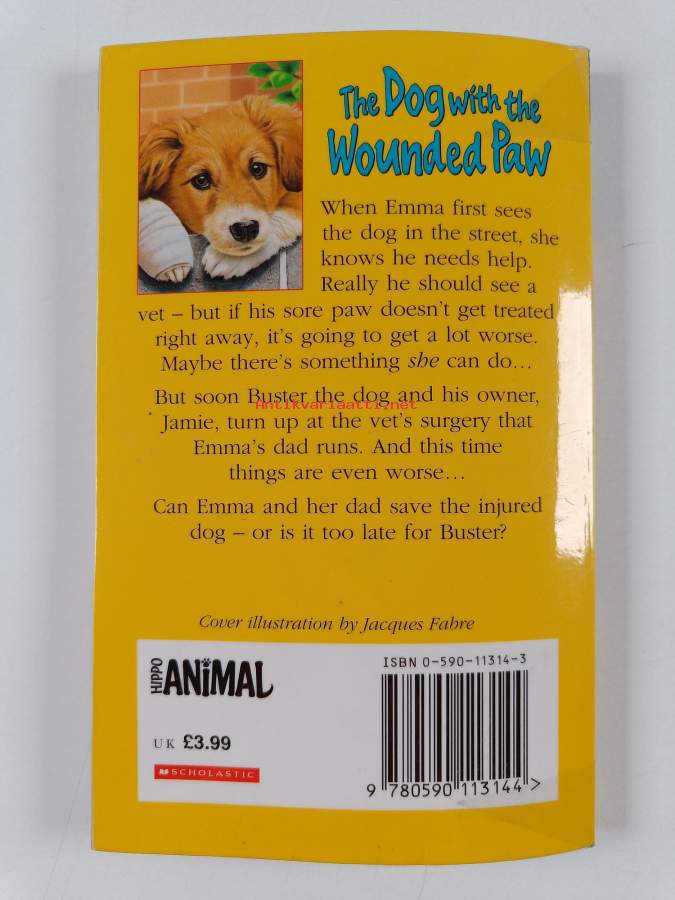 The Dog with the
Wounded Paw
When Emma first sees
the dog in the street, she
knows he needs help.
Really he should see a
vet – but if his sore paw doesn't get treated
right away, it's going to get a lot worse.
Maybe there's something she can do…
But soon Buster the dog and his owner,
Antikvariaatti.net
Jamie, turn up at the vet's surgery that
Emma's dad runs. And this time
things are even worse…
Can Emma and her dad save the injured
dog – or is it too late for Buster?
Cover illustration by Jacques Fabre
HIPPO
ANIMAL
UK £3.99
SCHOLASTIC
ISBN 0-590-11314-3
9 780590 113144 >